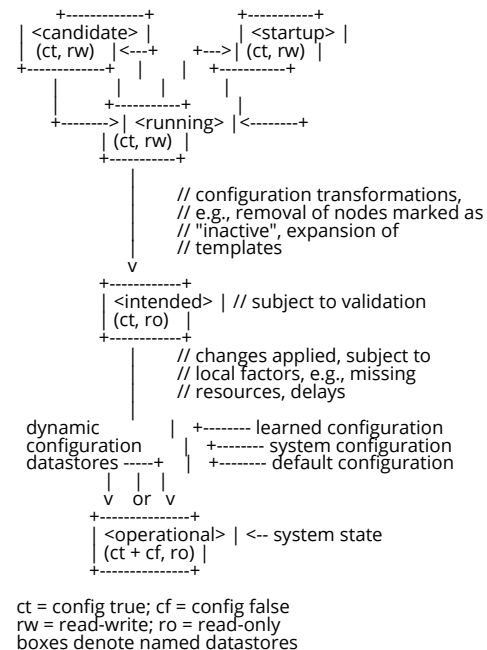 +------------+ +-----------+
| <candidate> | | <startup> |
| (ct, rw) |<---+ +--->| (ct, rw) |
+-------------+ | | +-----------+
| | | |
| +-----------+ |
+-------->| <running> |<--------+
| (ct, rw) |
+-----------+
|
| // configuration transformations,
| // e.g., removal of nodes marked as
| // "inactive", expansion of
| // templates
v
+------------+
| <intended> | // subject to validation
| (ct, ro) |
+------------+
| // changes applied, subject to
| // local factors, e.g., missing
| // resources, delays
|
dynamic | +-------- learned configuration
configuration | +-------- system configuration
datastores -----+ | +-------- default configuration
| | |
v or v
+---------------+
| <operational> | <-- system state
| (ct + cf, ro) |
+---------------+
ct = config true; cf = config false
rw = read-write; ro = read-only
boxes denote named datastores